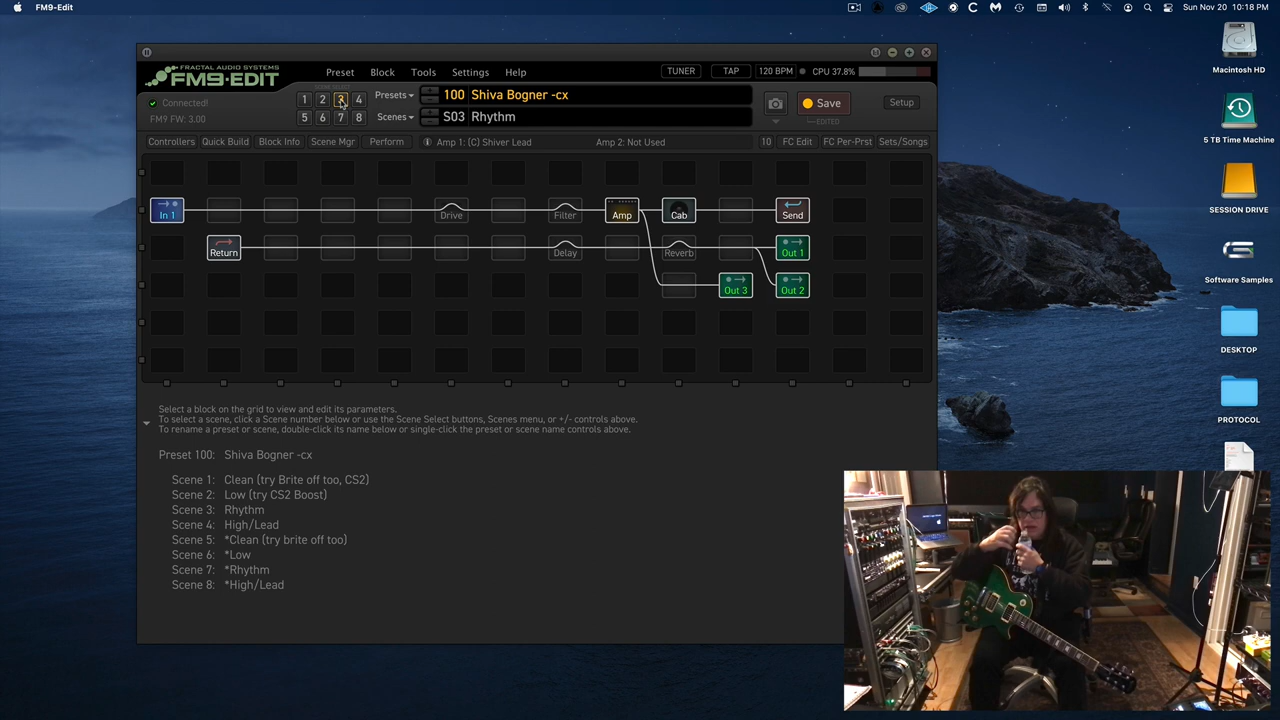 FM9-Edit
Sun Nov 20 10:18 PM
FRACTAL AUDIO SYSTEMS
FM9-EDIT
Preset Block Tools Settings Help
TUNER TAP 120 BPM CPU 37.8%
SCENE SELECT
1 2 3 4
5 6 7 8
Presets 100 Shiva Bogner -cx
Scenes S03 Rhythm
Save
EDITED
Setup
Connected!
FM9 FW: 3.00
Controllers Quick Build Block Info Scene Mgr Perform
Amp 1: (C) Shiver Lead Amp 2: Not Used
10 FC Edit FC Per-Prst Sets/Songs
In 1 Drive Filter Amp Cab Send
Return Delay Reverb Out 1
Out 3 Out 2
Select a block on the grid to view and edit its parameters.
To select a scene, click a Scene number below or use the Scene Select buttons, Scenes menu, or +/- controls above.
To rename a preset or scene, double-click its name below or single-click the preset or scene name controls above.
Preset 100: Shiva Bogner -cx
Scene 1: Clean (try Brite off too, CS2)
Scene 2: Low (try CS2 Boost)
Scene 3: Rhythm
Scene 4: High/Lead
Scene 5: *Clean (try brite off too)
Scene 6: *Low
Scene 7: *Rhythm
Scene 8: *High/Lead
Macintosh HD
5 TB Time Machine
SESSION DRIVE
Software Samples
DESKTOP
PROTOCOL